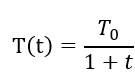 T(t) = T₀ / (1 + t)